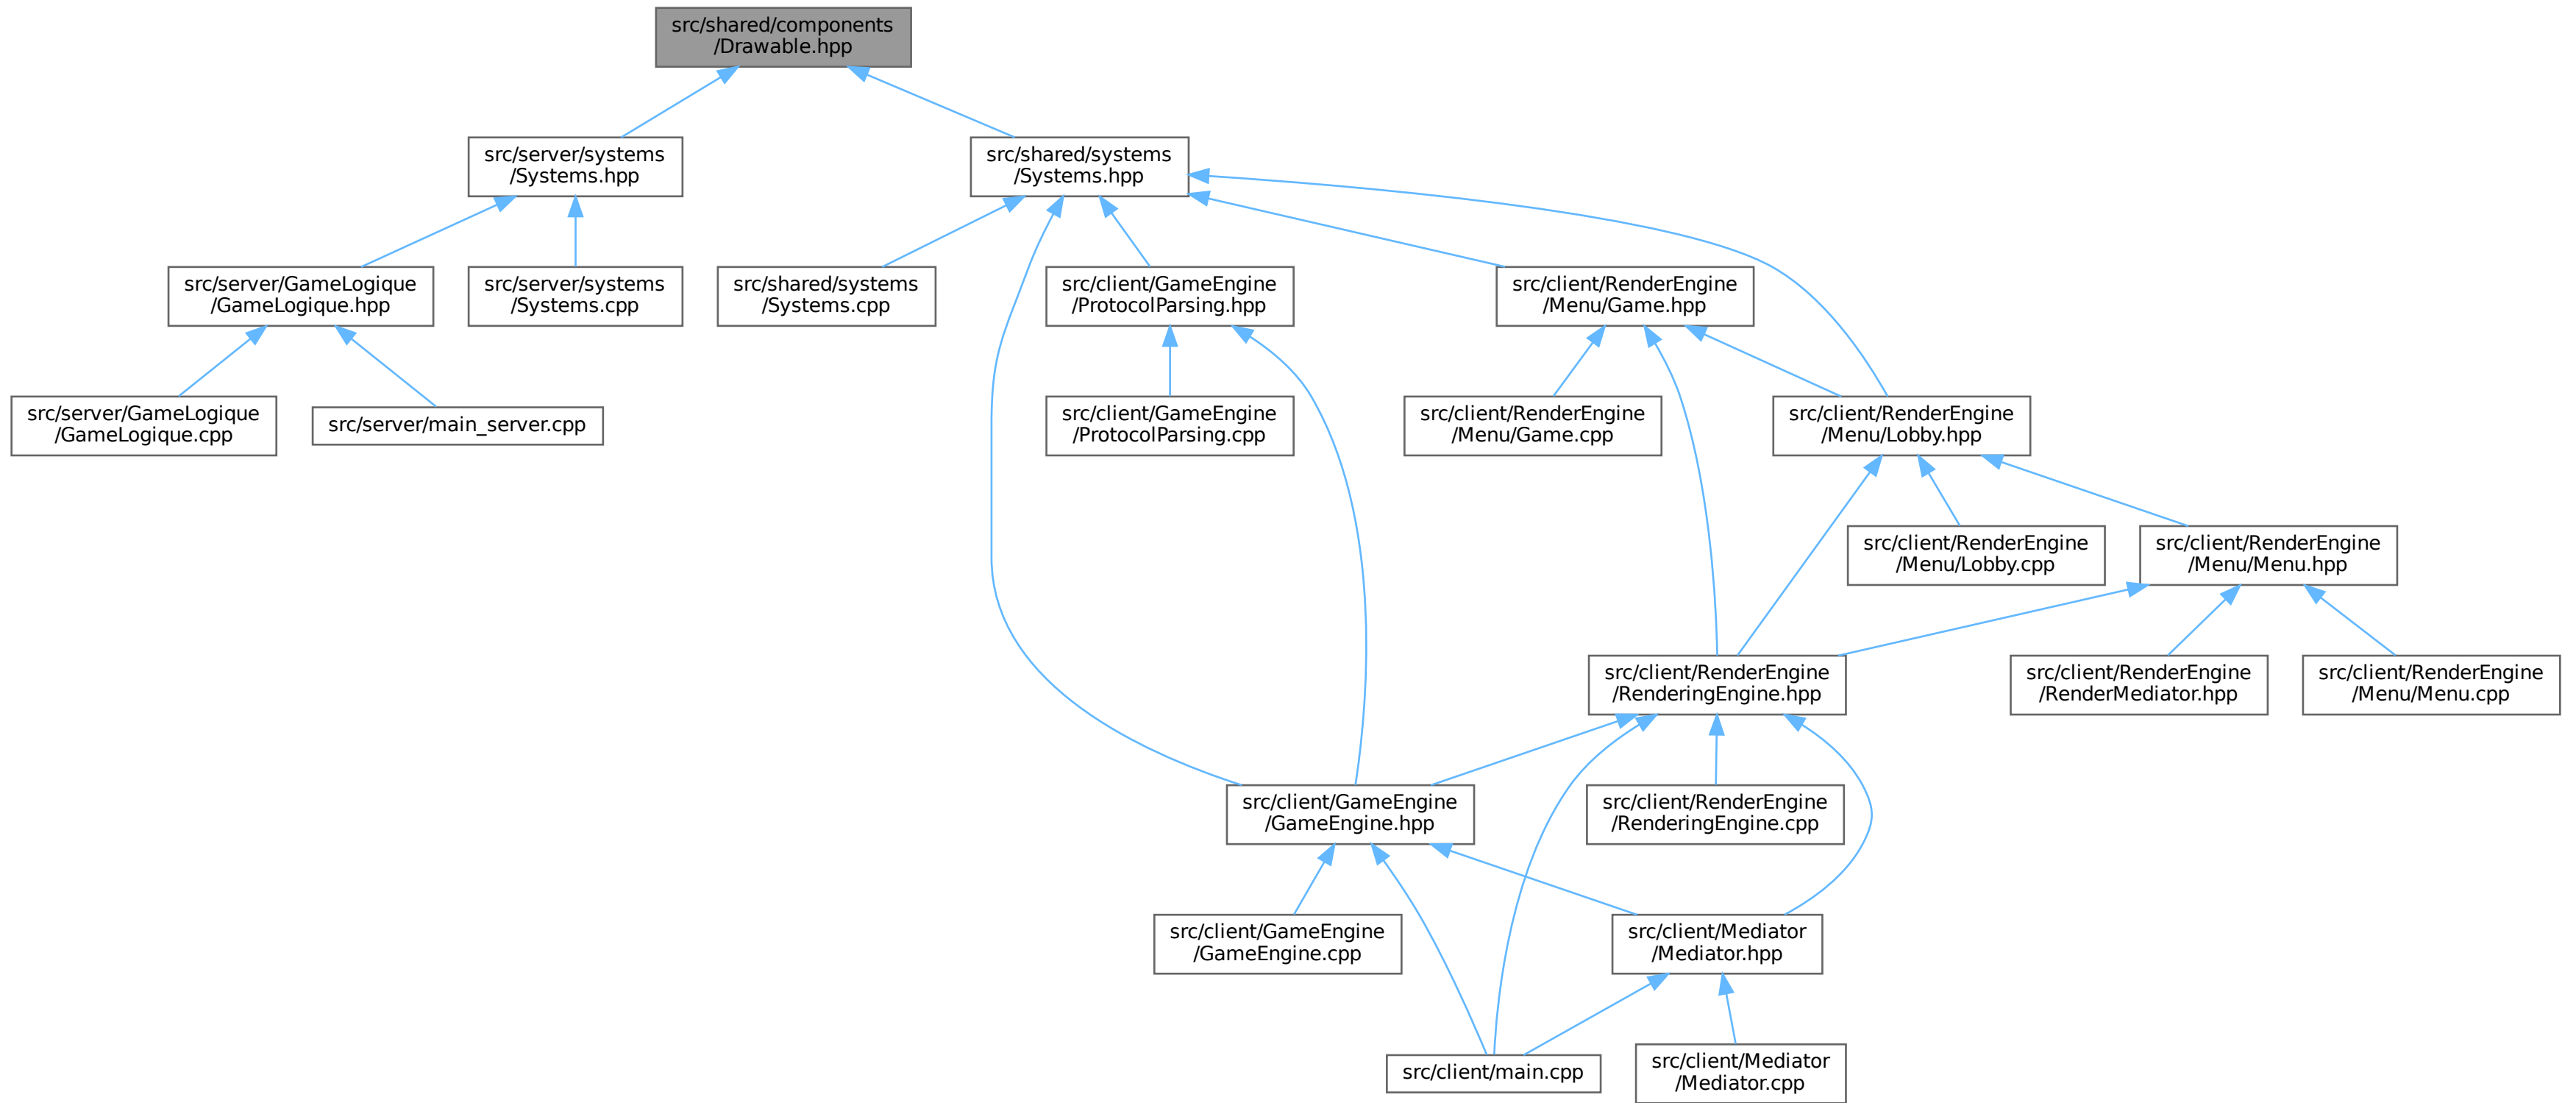 src/shared/components
/Drawable.hpp
src/server/systems
/Systems.hpp
src/shared/systems
/Systems.hpp
src/server/GameLogique
/GameLogique.hpp
src/server/systems
/Systems.cpp
src/shared/systems
/Systems.cpp
src/client/GameEngine
/ProtocolParsing.hpp
src/client/RenderEngine
/Menu/Game.hpp
src/server/GameLogique
/GameLogique.cpp
src/server/main_server.cpp
src/client/GameEngine
/ProtocolParsing.cpp
src/client/RenderEngine
/Menu/Game.cpp
src/client/RenderEngine
/Menu/Lobby.hpp
src/client/RenderEngine
/Menu/Lobby.cpp
src/client/RenderEngine
/Menu/Menu.hpp
src/client/RenderEngine
/RenderingEngine.hpp
src/client/RenderEngine
/RenderMediator.hpp
src/client/RenderEngine
/Menu/Menu.cpp
src/client/GameEngine
/GameEngine.hpp
src/client/RenderEngine
/RenderingEngine.cpp
src/client/GameEngine
/GameEngine.cpp
src/client/Mediator
/Mediator.hpp
src/client/main.cpp
src/client/Mediator
/Mediator.cpp